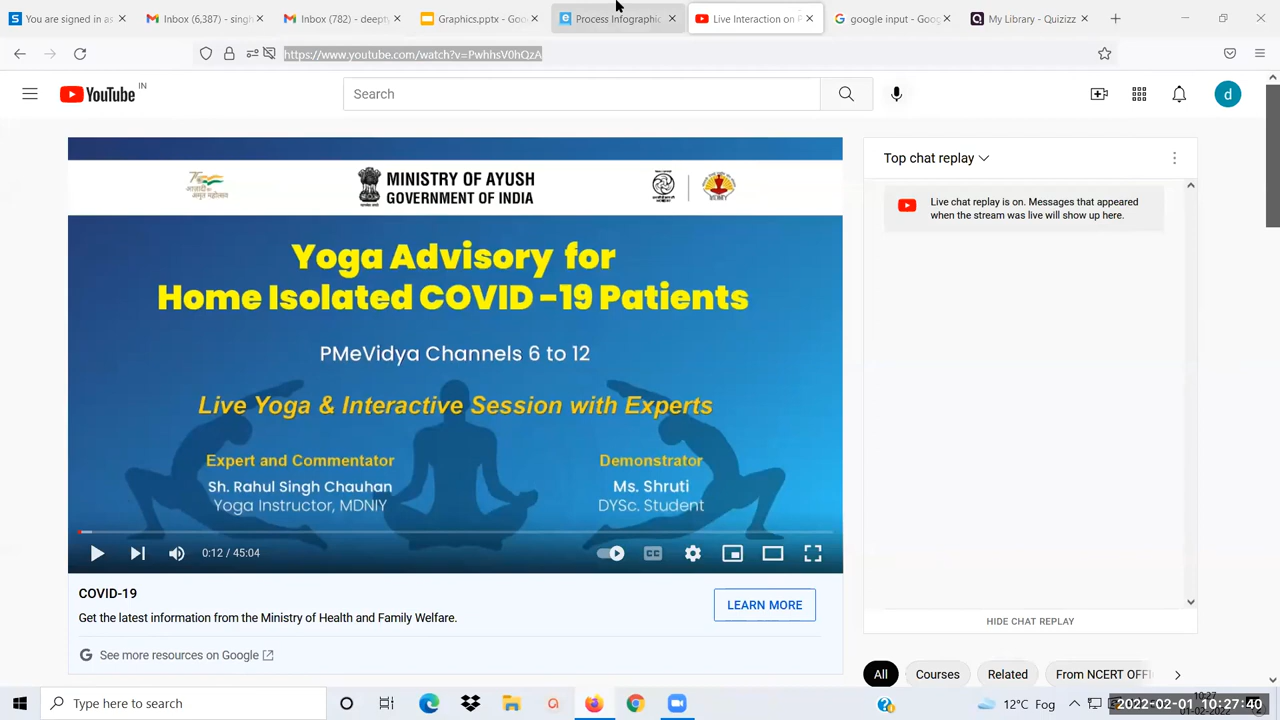 You are signed in as
Inbox (6,387) - singh
Inbox (782) - deepth
Graphics.pptx - Goo
Process Infographic
Live Interaction on P
google input - Goog
My Library - Quizizz
https://www.youtube.com/watch?v=PwhhsV0hQzA
YouTube IN
Search
d
MINISTRY OF AYUSH
GOVERNMENT OF INDIA
Yoga Advisory for
Home Isolated COVID -19 Patients
PMeVidya Channels 6 to 12
Live Yoga & Interactive Session with Experts
Expert and Commentator
Sh. Rahul Singh Chauhan
Yoga Instructor, MDNIY
Demonstrator
Ms. Shruti
DYSc. Student
0:12 / 45:04
CC
Top chat replay
Live chat replay is on. Messages that appeared
when the stream was live will show up here.
HIDE CHAT REPLAY
COVID-19
Get the latest information from the Ministry of Health and Family Welfare.
LEARN MORE
See more resources on Google
All
Courses
Related
From NCERT OFFI
Type here to search
12°C Fog
10:27
2022-02-01 10:27:40